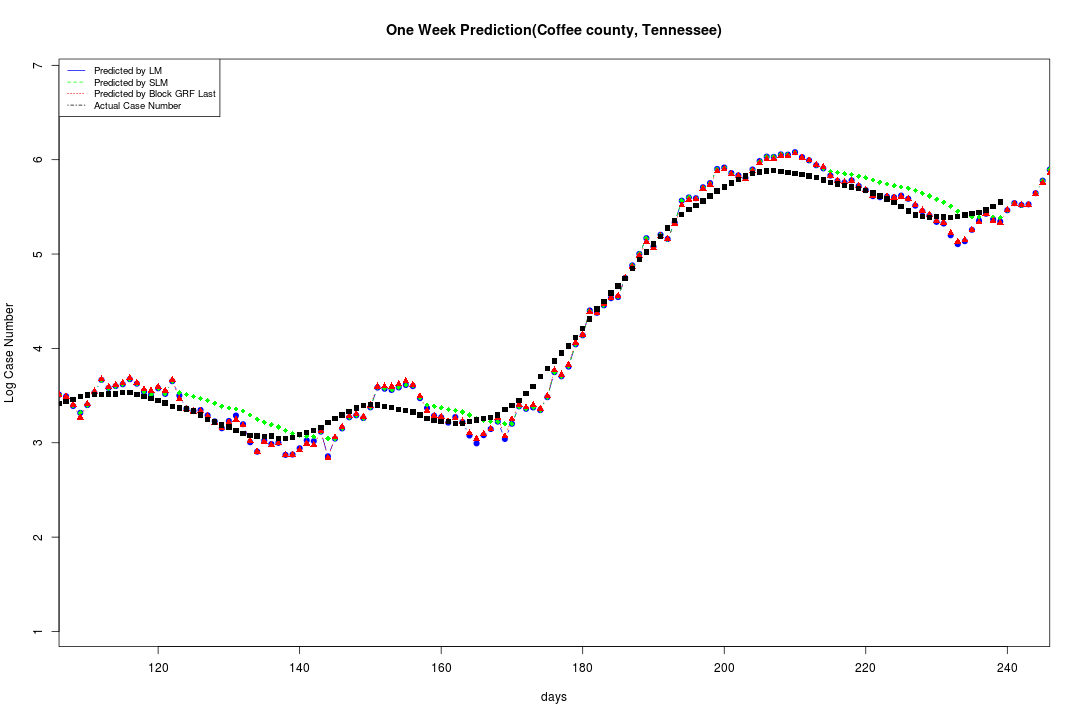 One Week Prediction(Coffee county, Tennessee)
Predicted by LM
Predicted by SLM
Predicted by Block GRF Last
Actual Case Number
7
6
5
4
3
2
1
Log Case Number
120 140 160 180 200 220 240
days